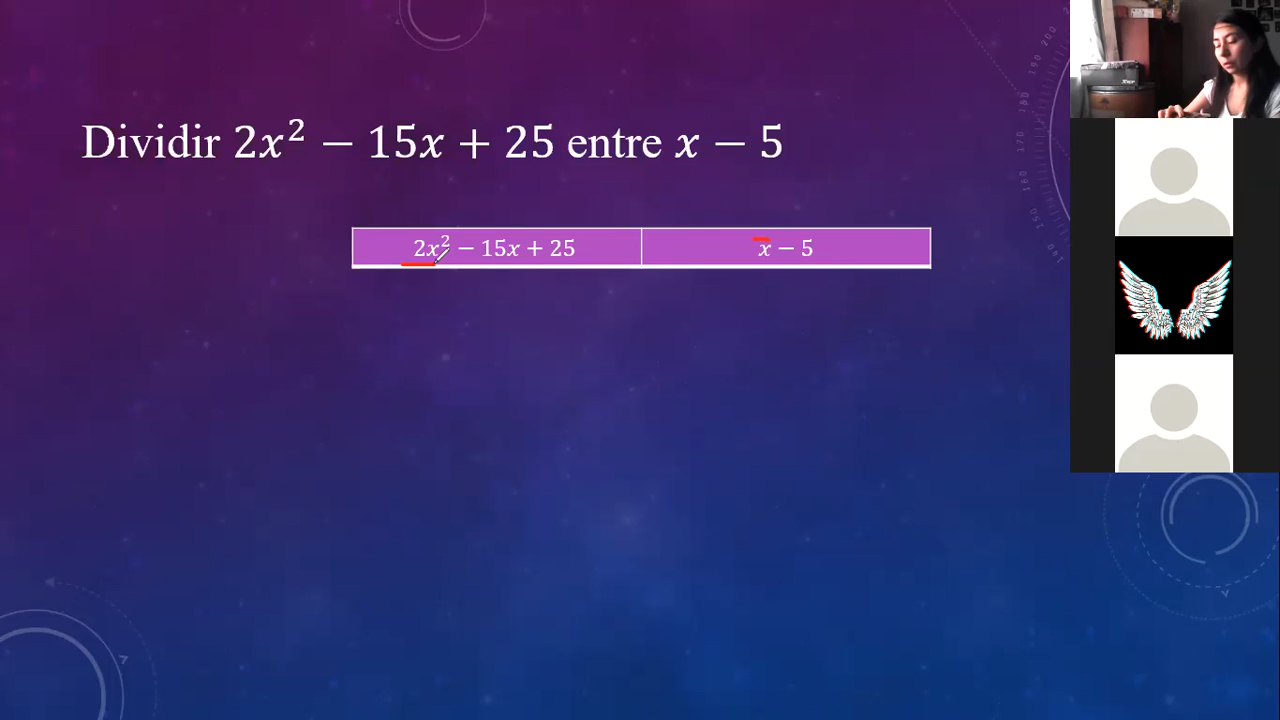 Dividir 2x² − 15x + 25 entre x − 5
2x² − 15x + 25 x − 5